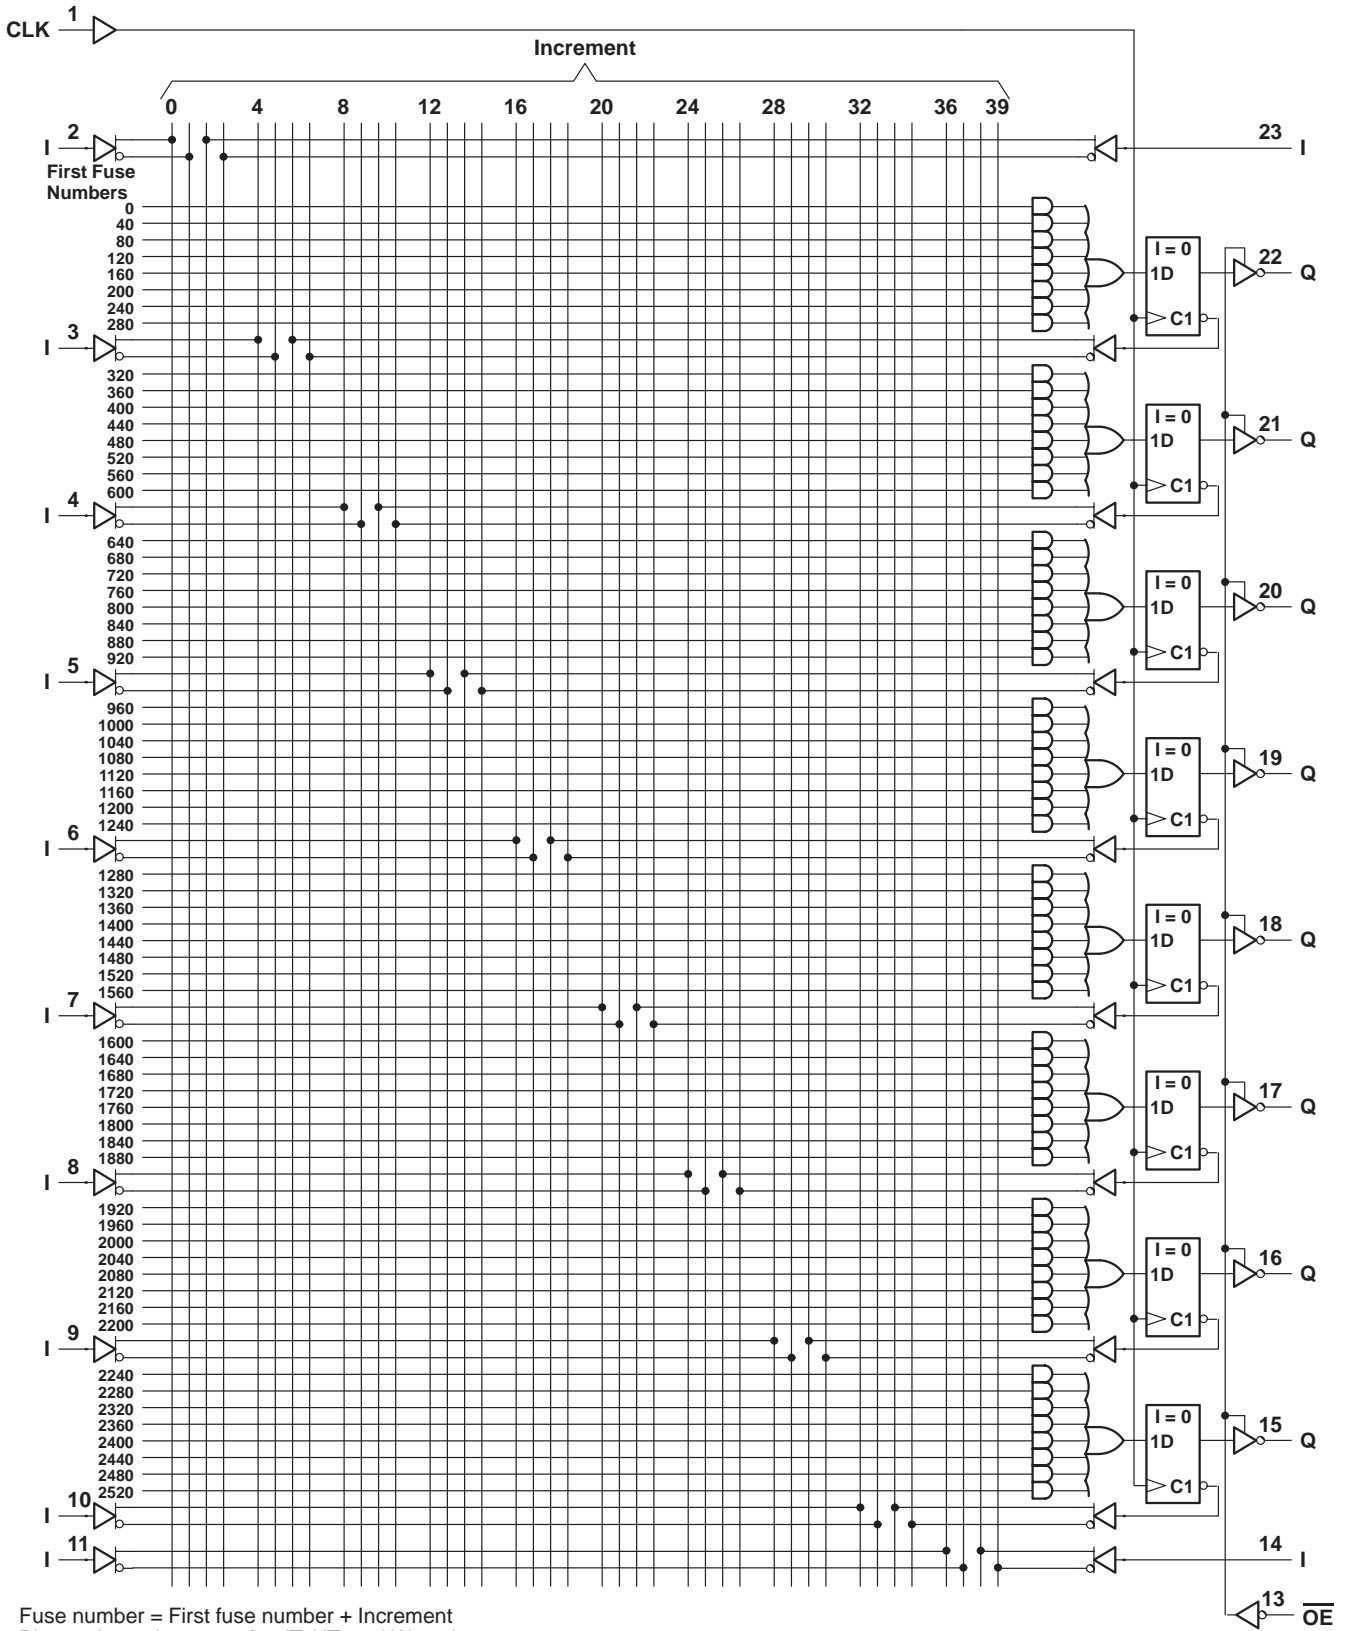 CLK 1
Increment
0 4 8 12 16 20 24 28 32 36 39
I 2 23 I
First Fuse
Numbers
0
40
80
120
160
200
240
280
I = 0
1D
C1
22 Q
I 3
320
360
400
440
480
520
560
600
I = 0
1D
C1
21 Q
I 4
640
680
720
760
800
840
880
920
I = 0
1D
C1
20 Q
I 5
960
1000
1040
1080
1120
1160
1200
1240
I = 0
1D
C1
19 Q
I 6
1280
1320
1360
1400
1440
1480
1520
1560
I = 0
1D
C1
18 Q
I 7
1600
1640
1680
1720
1760
1800
1840
1880
I = 0
1D
C1
17 Q
I 8
1920
1960
2000
2040
2080
2120
2160
2200
I = 0
1D
C1
16 Q
I 9
2240
2280
2320
2360
2400
2440
2480
2520
I = 0
1D
C1
15 Q
I 10
I 11 14 I
13 OE
Fuse number = First fuse number + Increment